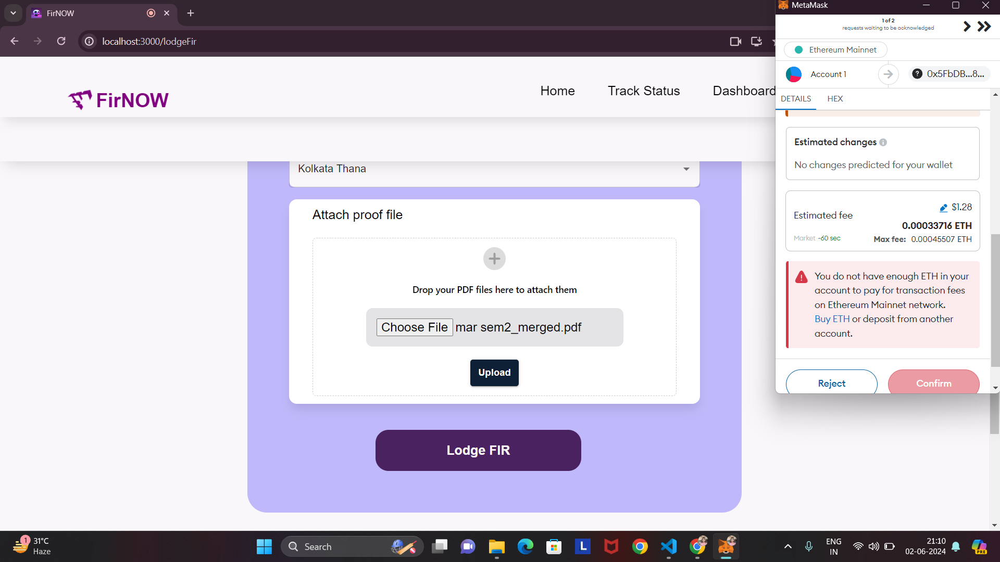 FirNOW
localhost:3000/lodgeFir
FirNOW
Home
Track Status
Dashboard
Kolkata Thana
Attach proof file
Drop your PDF files here to attach them
Choose File mar sem2_merged.pdf
Upload
Lodge FIR
MetaMask
1 of 2
requests waiting to be acknowledged
Ethereum Mainnet
Account 1
0x5FbDB...8...
DETAILS
HEX
Estimated changes
No changes predicted for your wallet
$1.28
Estimated fee
0.00033716 ETH
Market ~60 sec
Max fee: 0.00045507 ETH
You do not have enough ETH in your
account to pay for transaction fees
on Ethereum Mainnet network.
Buy ETH or deposit from another
account.
Reject
Confirm
1
31°C
Haze
Search
L
ENG
IN
21:10
02-06-2024
PRE